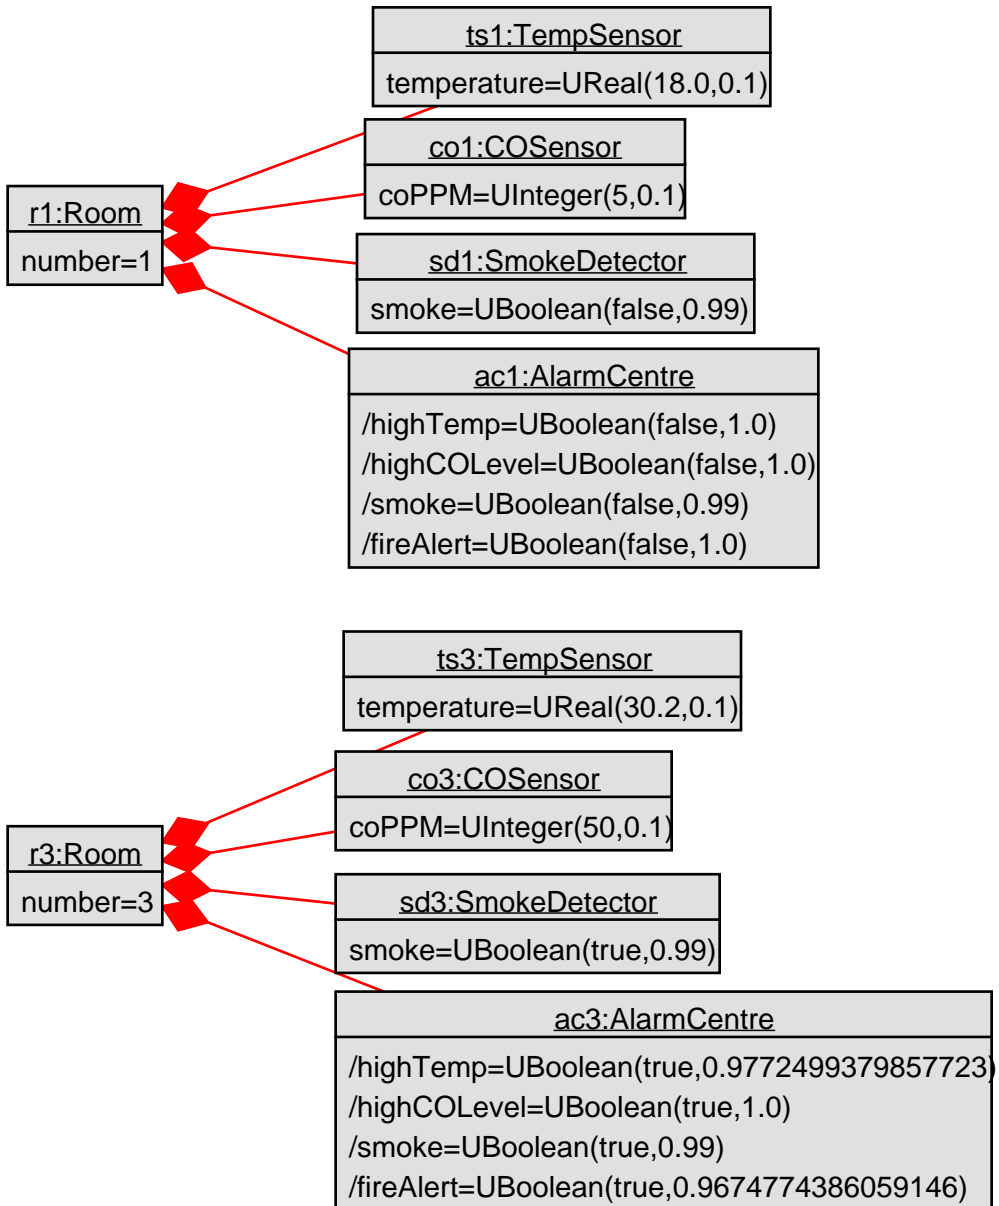 ts1:TempSensor
temperature=UReal(18.0,0.1)
co1:COSensor
coPPM=UInteger(5,0.1)
r1:Room
number=1
sd1:SmokeDetector
smoke=UBoolean(false,0.99)
ac1:AlarmCentre
/highTemp=UBoolean(false,1.0)
/highCOLevel=UBoolean(false,1.0)
/smoke=UBoolean(false,0.99)
/fireAlert=UBoolean(false,1.0)
ts3:TempSensor
temperature=UReal(30.2,0.1)
co3:COSensor
coPPM=UInteger(50,0.1)
r3:Room
number=3
sd3:SmokeDetector
smoke=UBoolean(true,0.99)
ac3:AlarmCentre
/highTemp=UBoolean(true,0.9772499379857723)
/highCOLevel=UBoolean(true,1.0)
/smoke=UBoolean(true,0.99)
/fireAlert=UBoolean(true,0.9674774386059146)